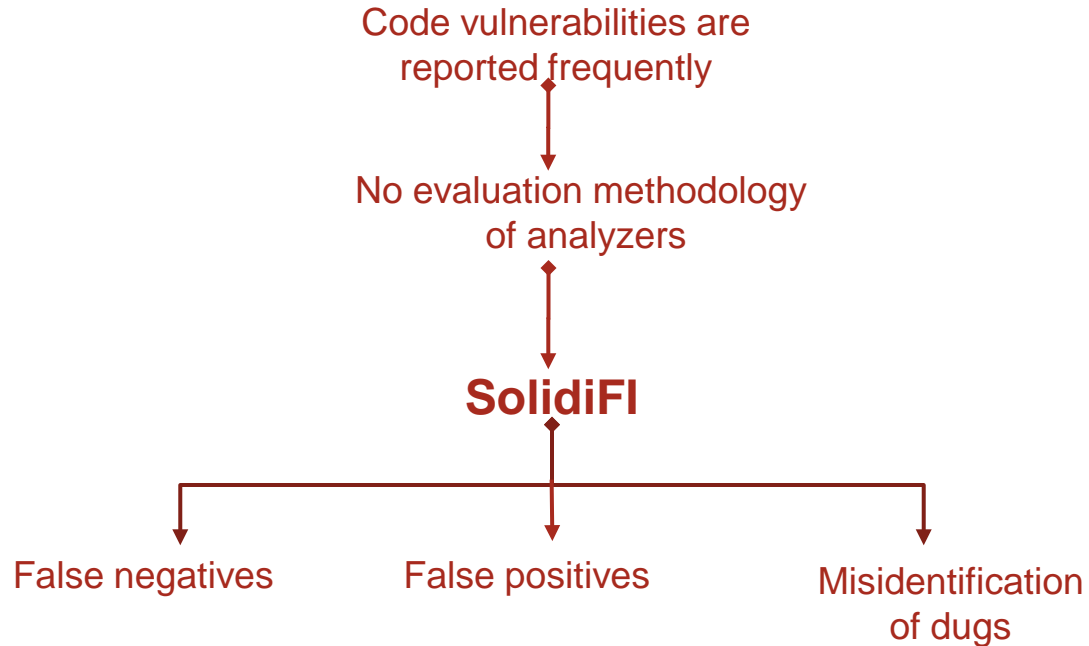 Code vulnerabilities are
reported frequently
No evaluation methodology
of analyzers
SolidiFI
False negatives
False positives
Misidentification
of dugs